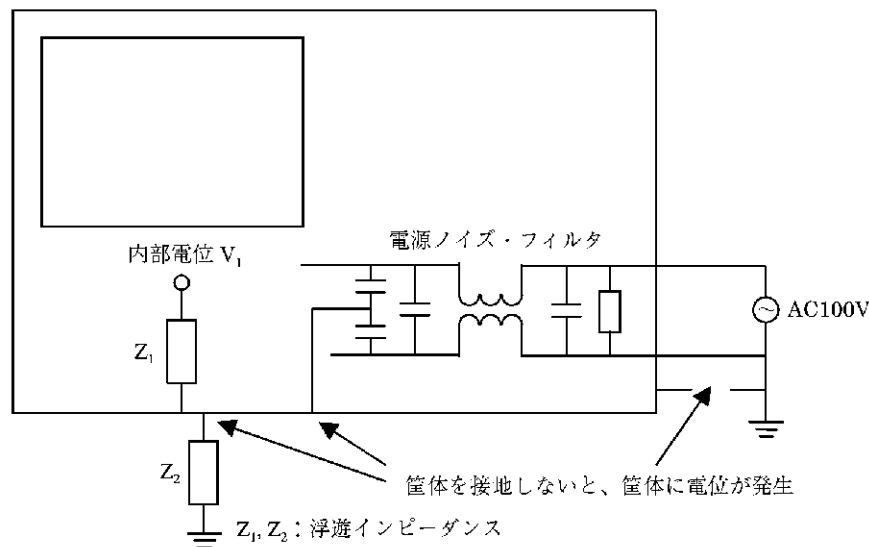 電源ノイズ・フィルタ
内部電位 V₁
AC100V
Z₁
Z₂
筐体を接地しないと、筐体に電位が発生
Z₁, Z₂：浮遊インピーダンス